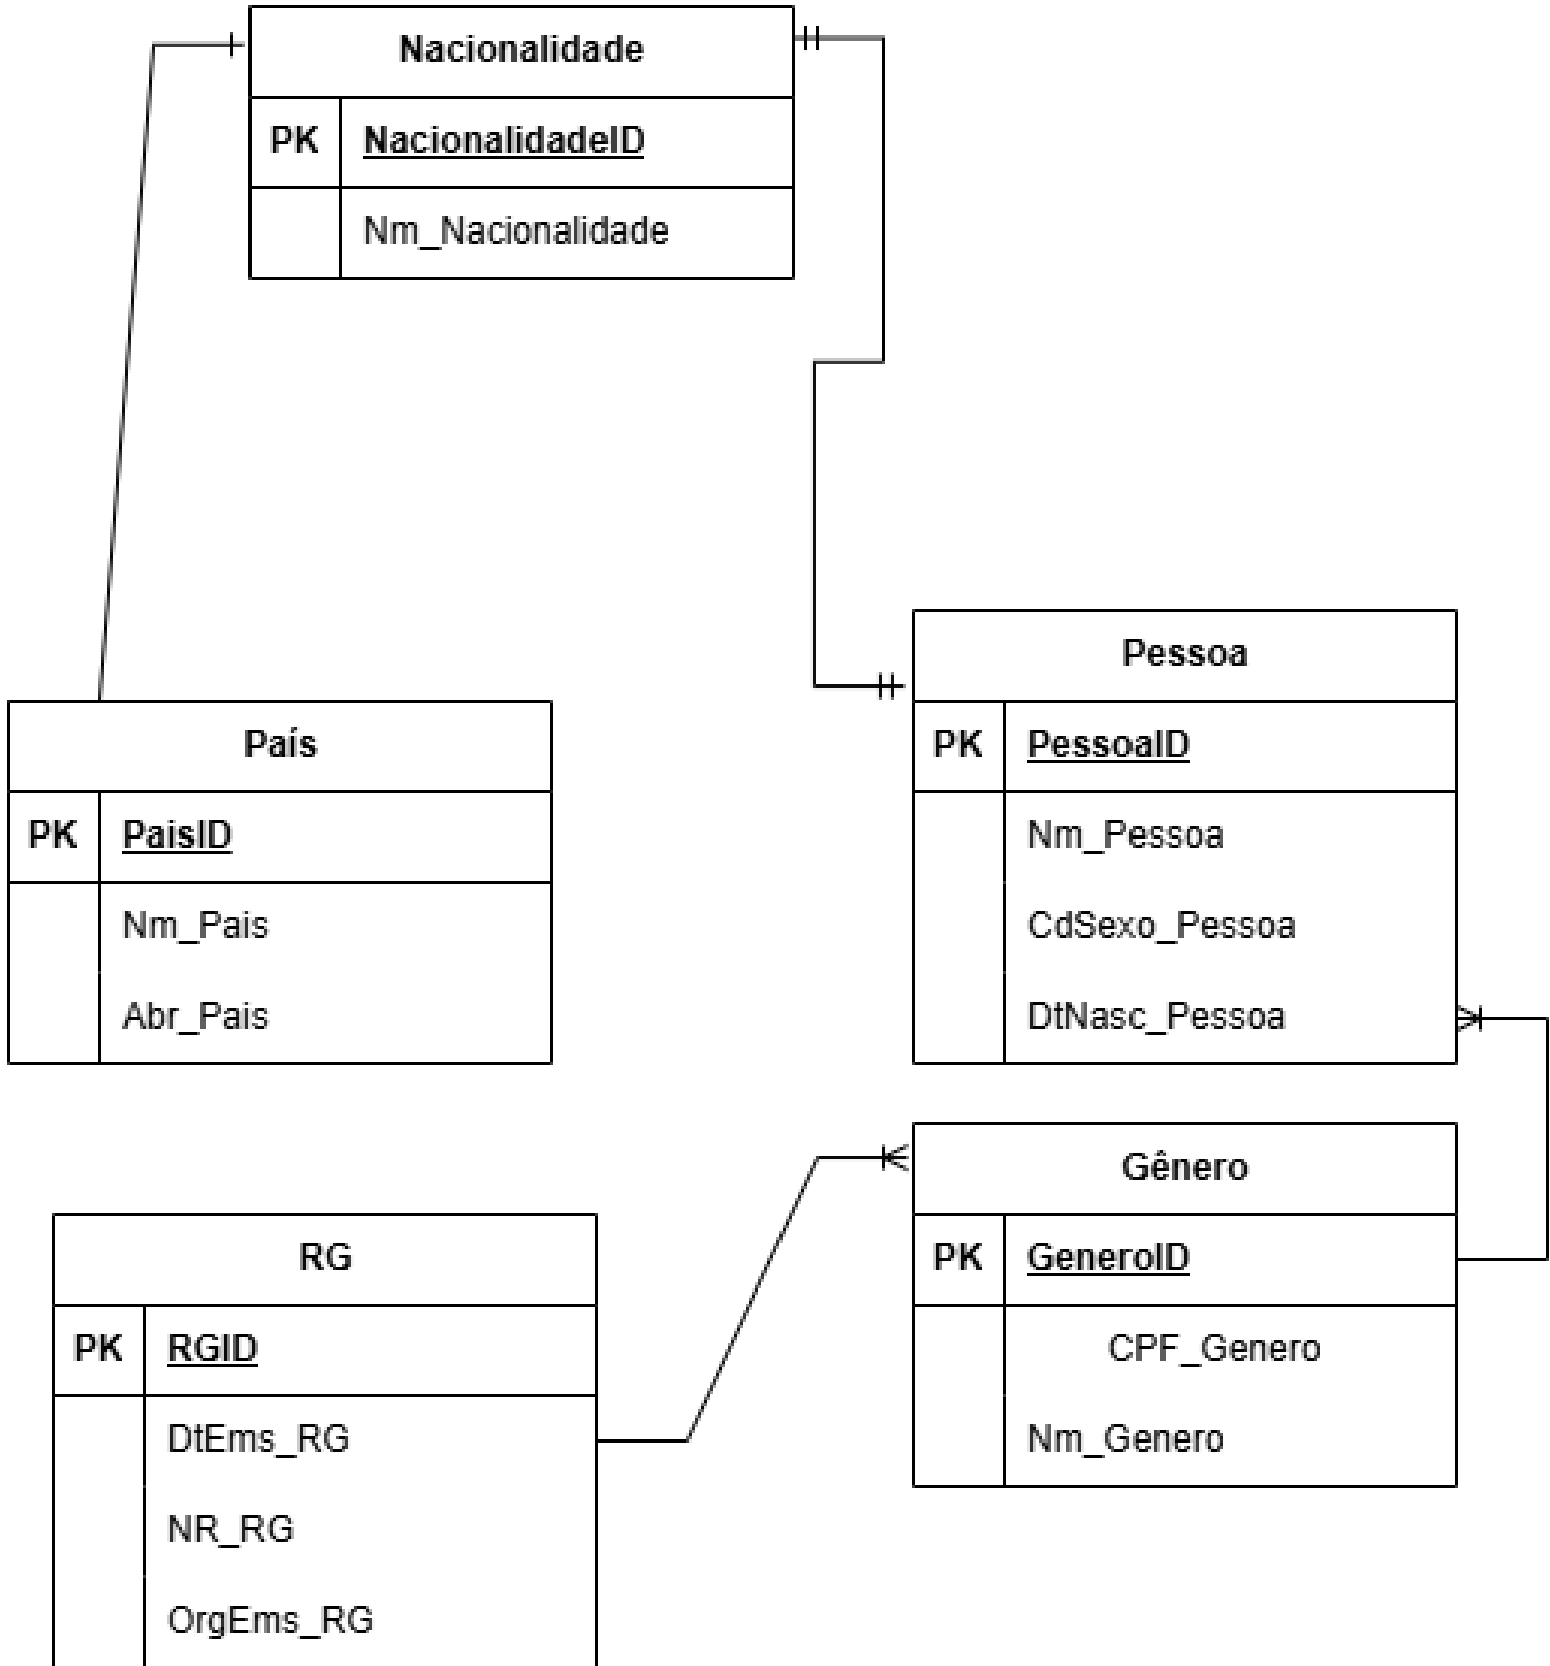 Nacionalidade
PK NacionalidadeID
Nm_Nacionalidade
Pessoa
PK PessoaID
Nm_Pessoa
CdSexo_Pessoa
DtNasc_Pessoa
País
PK PaisID
Nm_Pais
Abr_Pais
Gênero
PK GeneroID
CPF_Genero
Nm_Genero
RG
PK RGID
DtEms_RG
NR_RG
OrgEms_RG